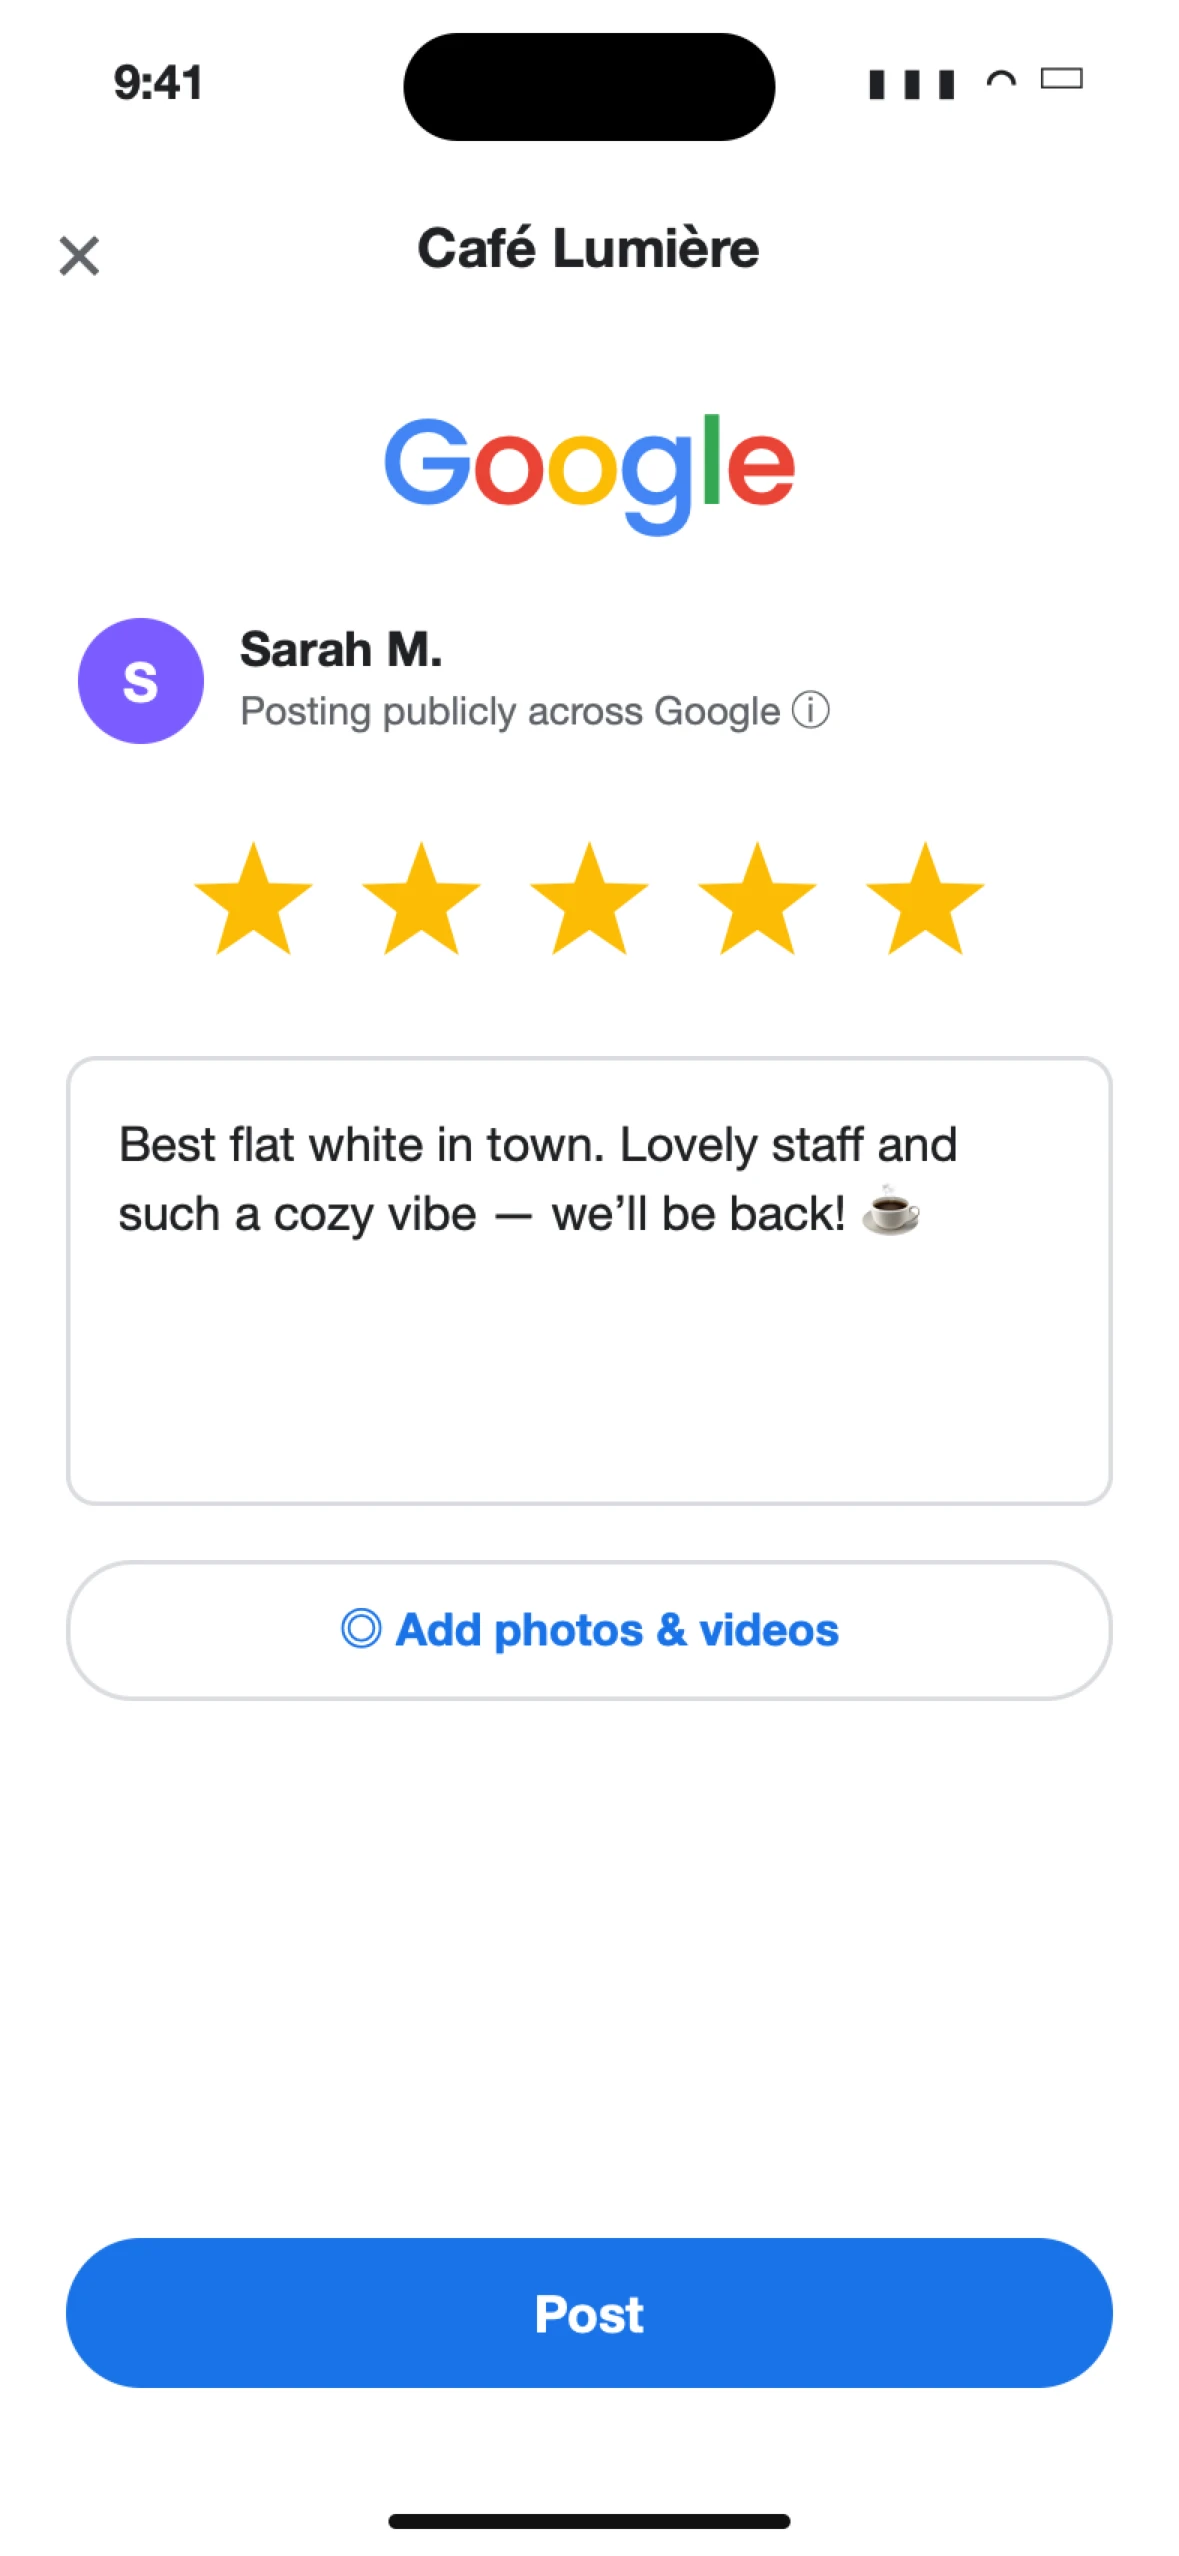 9:41
Café Lumière
Google
S
Sarah M.
Posting publicly across Google ⓘ
Best flat white in town. Lovely staff and
such a cozy vibe — we’ll be back! ☕
◎ Add photos & videos
Post